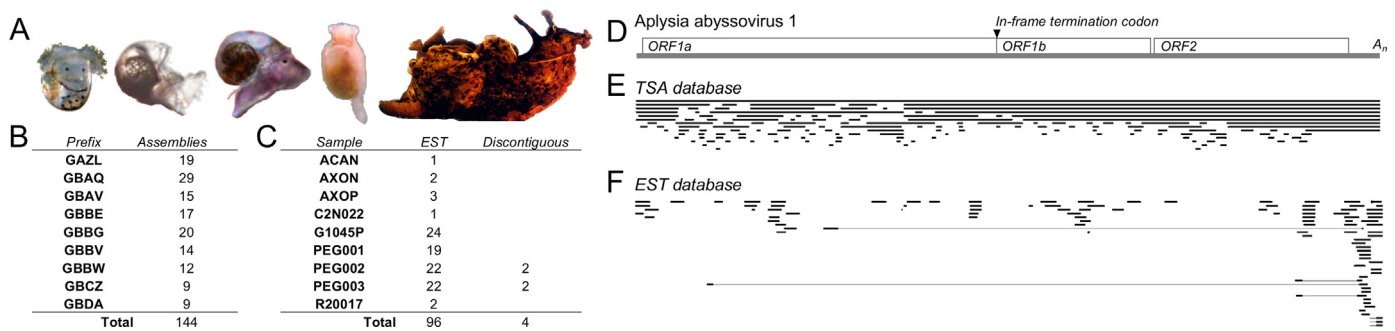 A
B
Prefix Assemblies
GAZL 19
GBAQ 29
GBAV 15
GBBE 17
GBBG 20
GBBV 14
GBBW 12
GBCZ 9
GBDA 9
Total 144
C
Sample EST Discontiguous
ACAN 1
AXON 2
AXOP 3
C2N022 1
G1045P 24
PEG001 19
PEG002 22 2
PEG003 22 2
R20017 2
Total 96 4
D Aplysia abyssovirus 1
In-frame termination codon
ORF1a ORF1b ORF2 An
E TSA database
F EST database